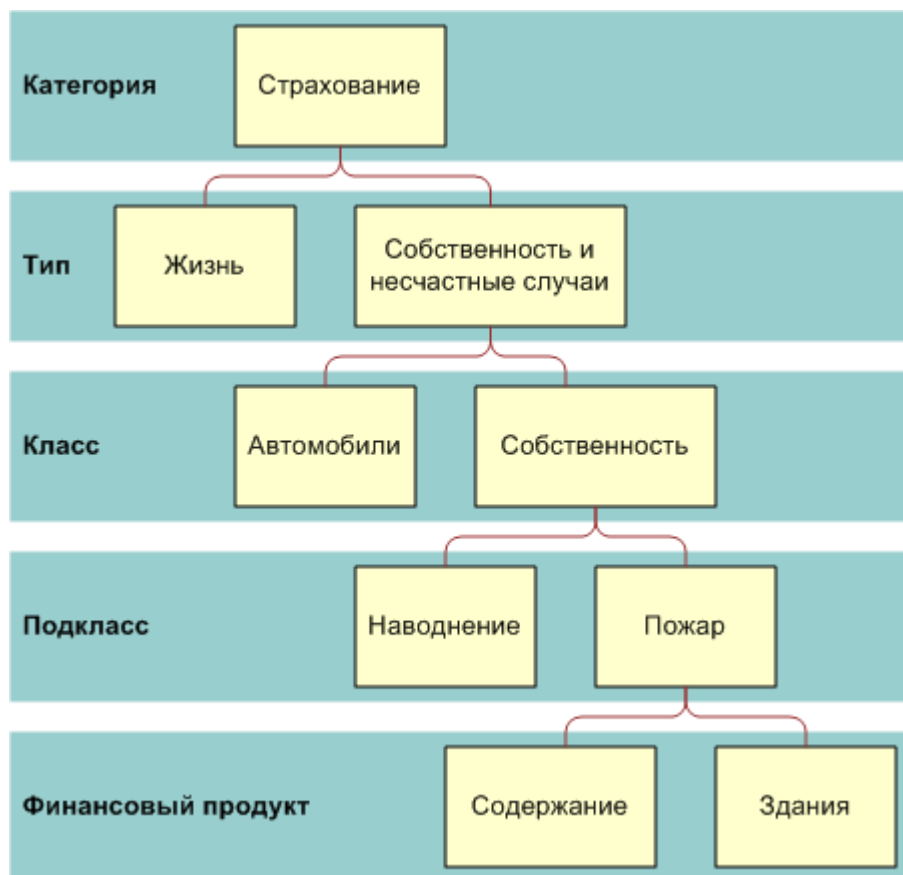 Категория
Страхование
Тип
Жизнь
Собственность и
несчастные случаи
Класс
Автомобили
Собственность
Подкласс
Наводнение
Пожар
Финансовый продукт
Содержание
Здания